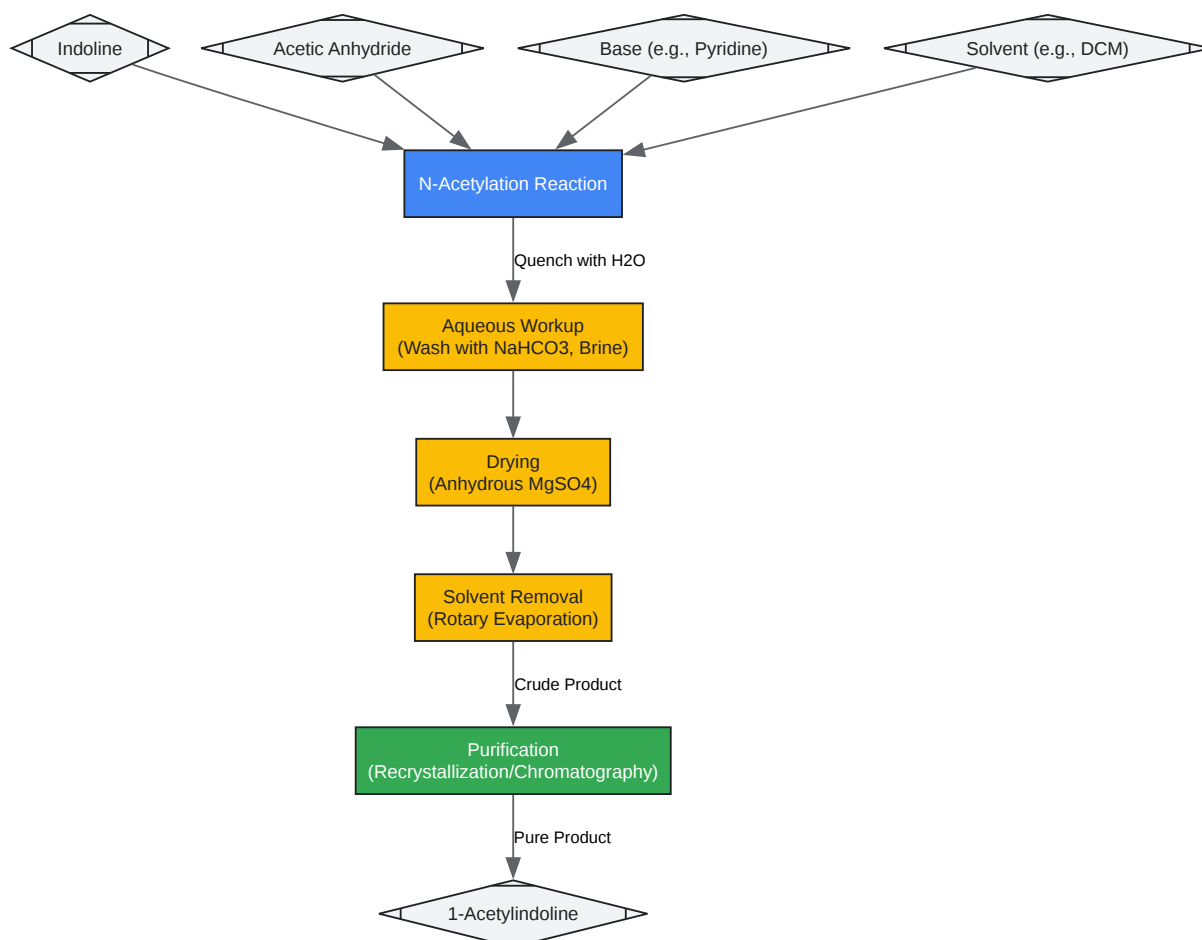 Indoline
Acetic Anhydride
Base (e.g., Pyridine)
Solvent (e.g., DCM)
N-Acetylation Reaction
Quench with H2O
Aqueous Workup
(Wash with NaHCO3, Brine)
Drying
(Anhydrous MgSO4)
Solvent Removal
(Rotary Evaporation)
Crude Product
Purification
(Recrystallization/Chromatography)
Pure Product
1-Acetylindoline